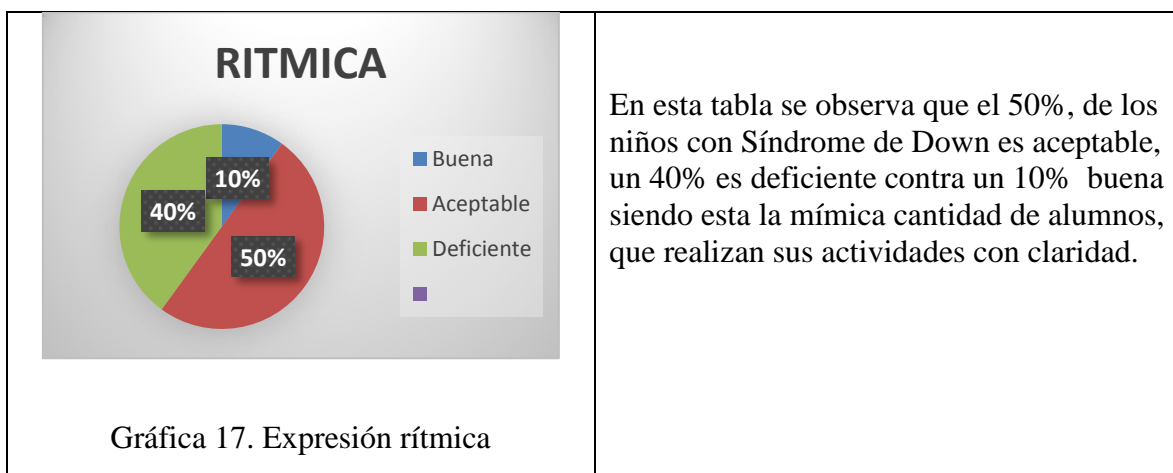 RITMICA
10%
40%
50%
Buena
Aceptable
Deficiente
Gráfica 17. Expresión rítmica
En esta tabla se observa que el 50%, de los
niños con Síndrome de Down es aceptable,
un 40% es deficiente contra un 10% buena
siendo esta la mímica cantidad de alumnos,
que realizan sus actividades con claridad.